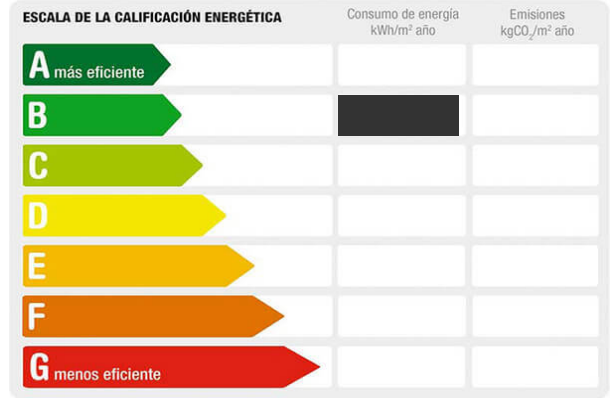 ESCALA DE LA CALIFICACIÓN ENERGÉTICA
Consumo de energía
kWh/m² año
Emisiones
kgCO₂/m² año
A más eficiente
B
C
D
E
F
G menos eficiente